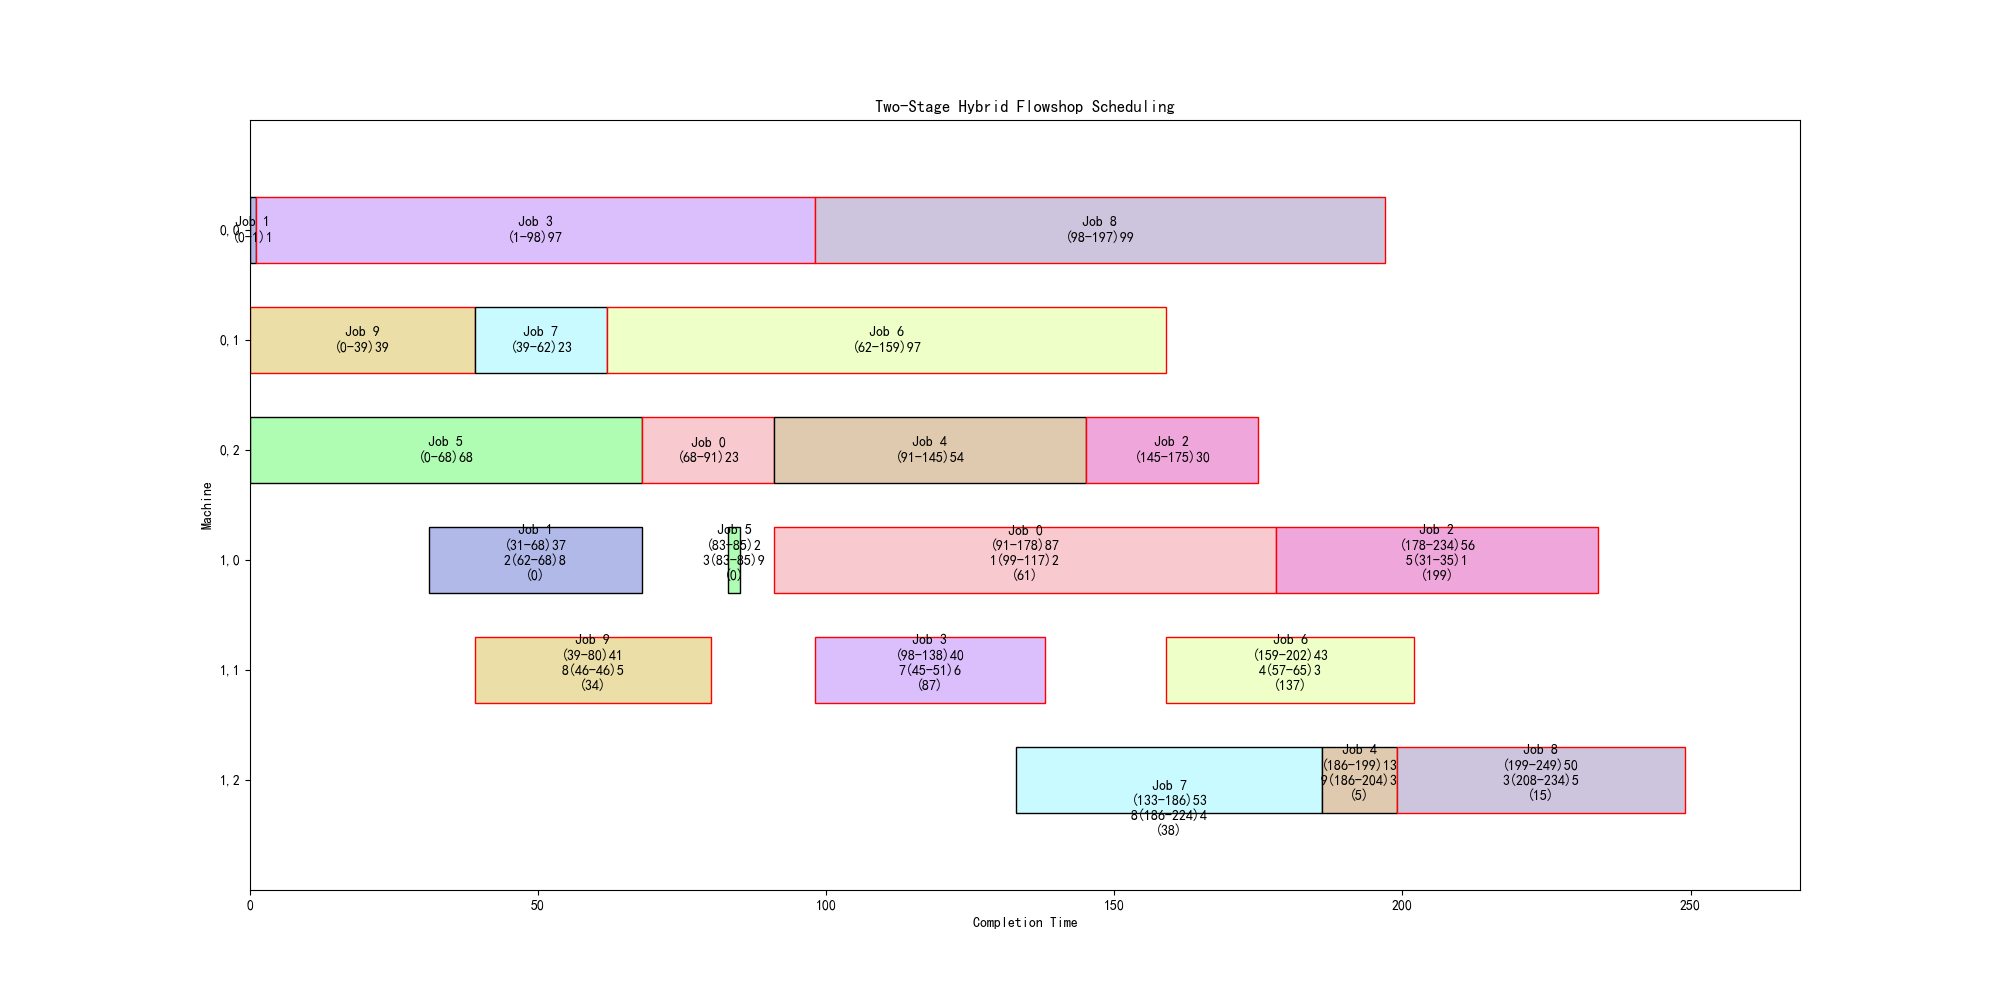 Two-Stage Hybrid Flowshop Scheduling
Job 1
(0-1)1
Job 3
(1-98)97
Job 8
(98-197)99
0,0
Job 9
(0-39)39
Job 7
(39-62)23
Job 6
(62-159)97
0,1
Job 5
(0-68)68
Job 0
(68-91)23
Job 4
(91-145)54
Job 2
(145-175)30
0,2
Machine
Job 1
(31-68)37
2(62-68)8
(0)
Job 5
(83-85)2
3(83-85)9
(0)
Job 0
(91-178)87
1(99-117)2
(61)
Job 2
(178-234)56
5(31-35)1
(199)
1,0
Job 9
(39-80)41
8(46-46)5
(34)
Job 3
(98-138)40
7(45-51)6
(87)
Job 6
(159-202)43
4(57-65)3
(137)
1,1
Job 7
(133-186)53
8(186-224)4
(38)
Job 4
(186-199)13
9(186-204)3
(5)
Job 8
(199-249)50
3(208-234)5
(15)
1,2
0
50
100
150
200
250
Completion Time